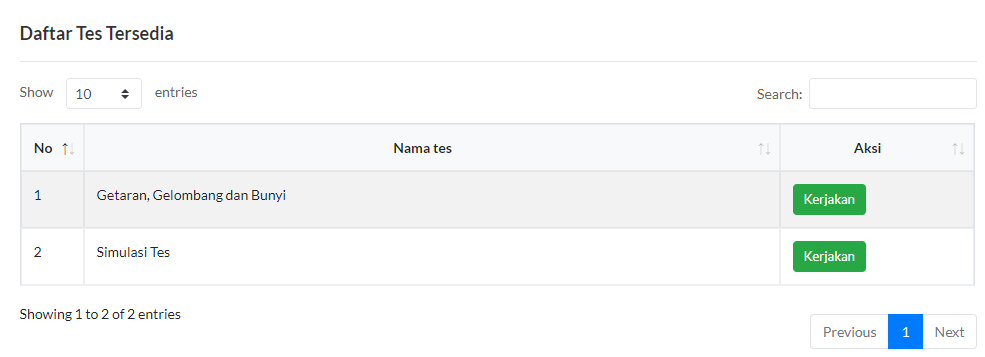 Daftar Tes Tersedia
Show 10 entries Search:
No Nama tes Aksi
1 Getaran, Gelombang dan Bunyi Kerjakan
2 Simulasi Tes Kerjakan
Showing 1 to 2 of 2 entries
Previous 1 Next